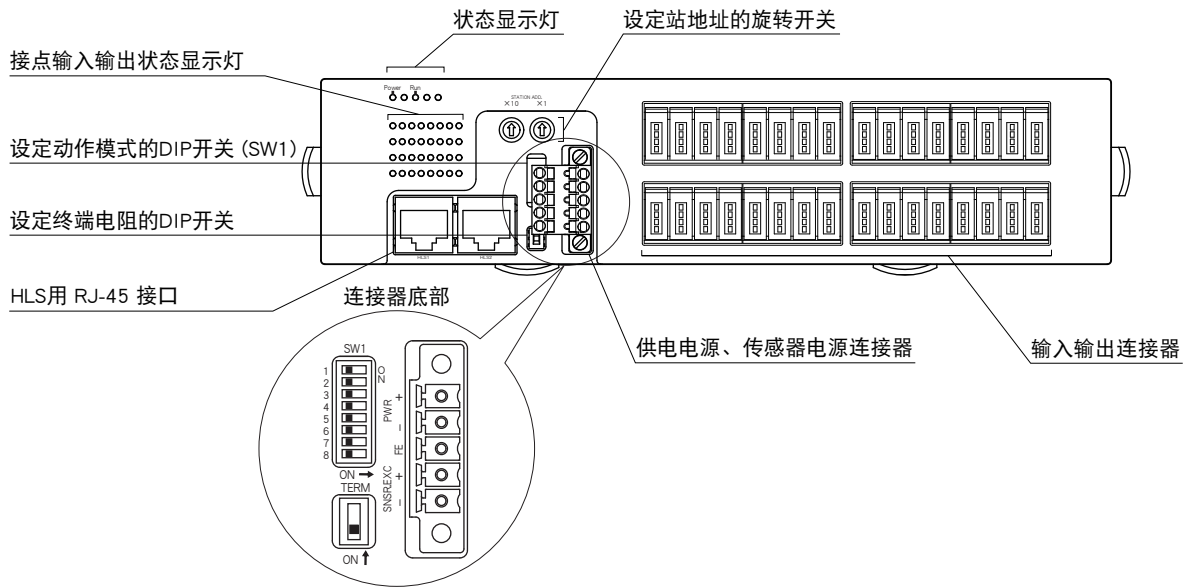 状态显示灯
设定站地址的旋转开关
接点输入输出状态显示灯
Power Run
STATION ADD.
×10 ×1
设定动作模式的DIP开关 (SW1)
设定终端电阻的DIP开关
HLS1 HLS2
HLS用 RJ-45 接口
连接器底部
供电电源、传感器电源连接器
输入输出连接器
SW1
1
2
3
4
5
6
7
8
ON
ON →
TERM
ON ↑
+
PWR
−
FE
+
SNSR.EXC
−